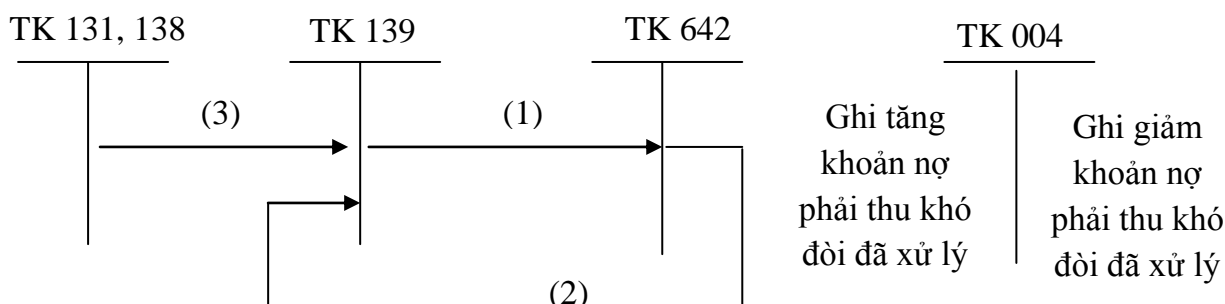 TK 131, 138
TK 139
TK 642
TK 004
(3)
(1)
Ghi tăng
khoản nợ
phải thu khó
đòi đã xử lý
Ghi giảm
khoản nợ
phải thu khó
đòi đã xử lý
(2)